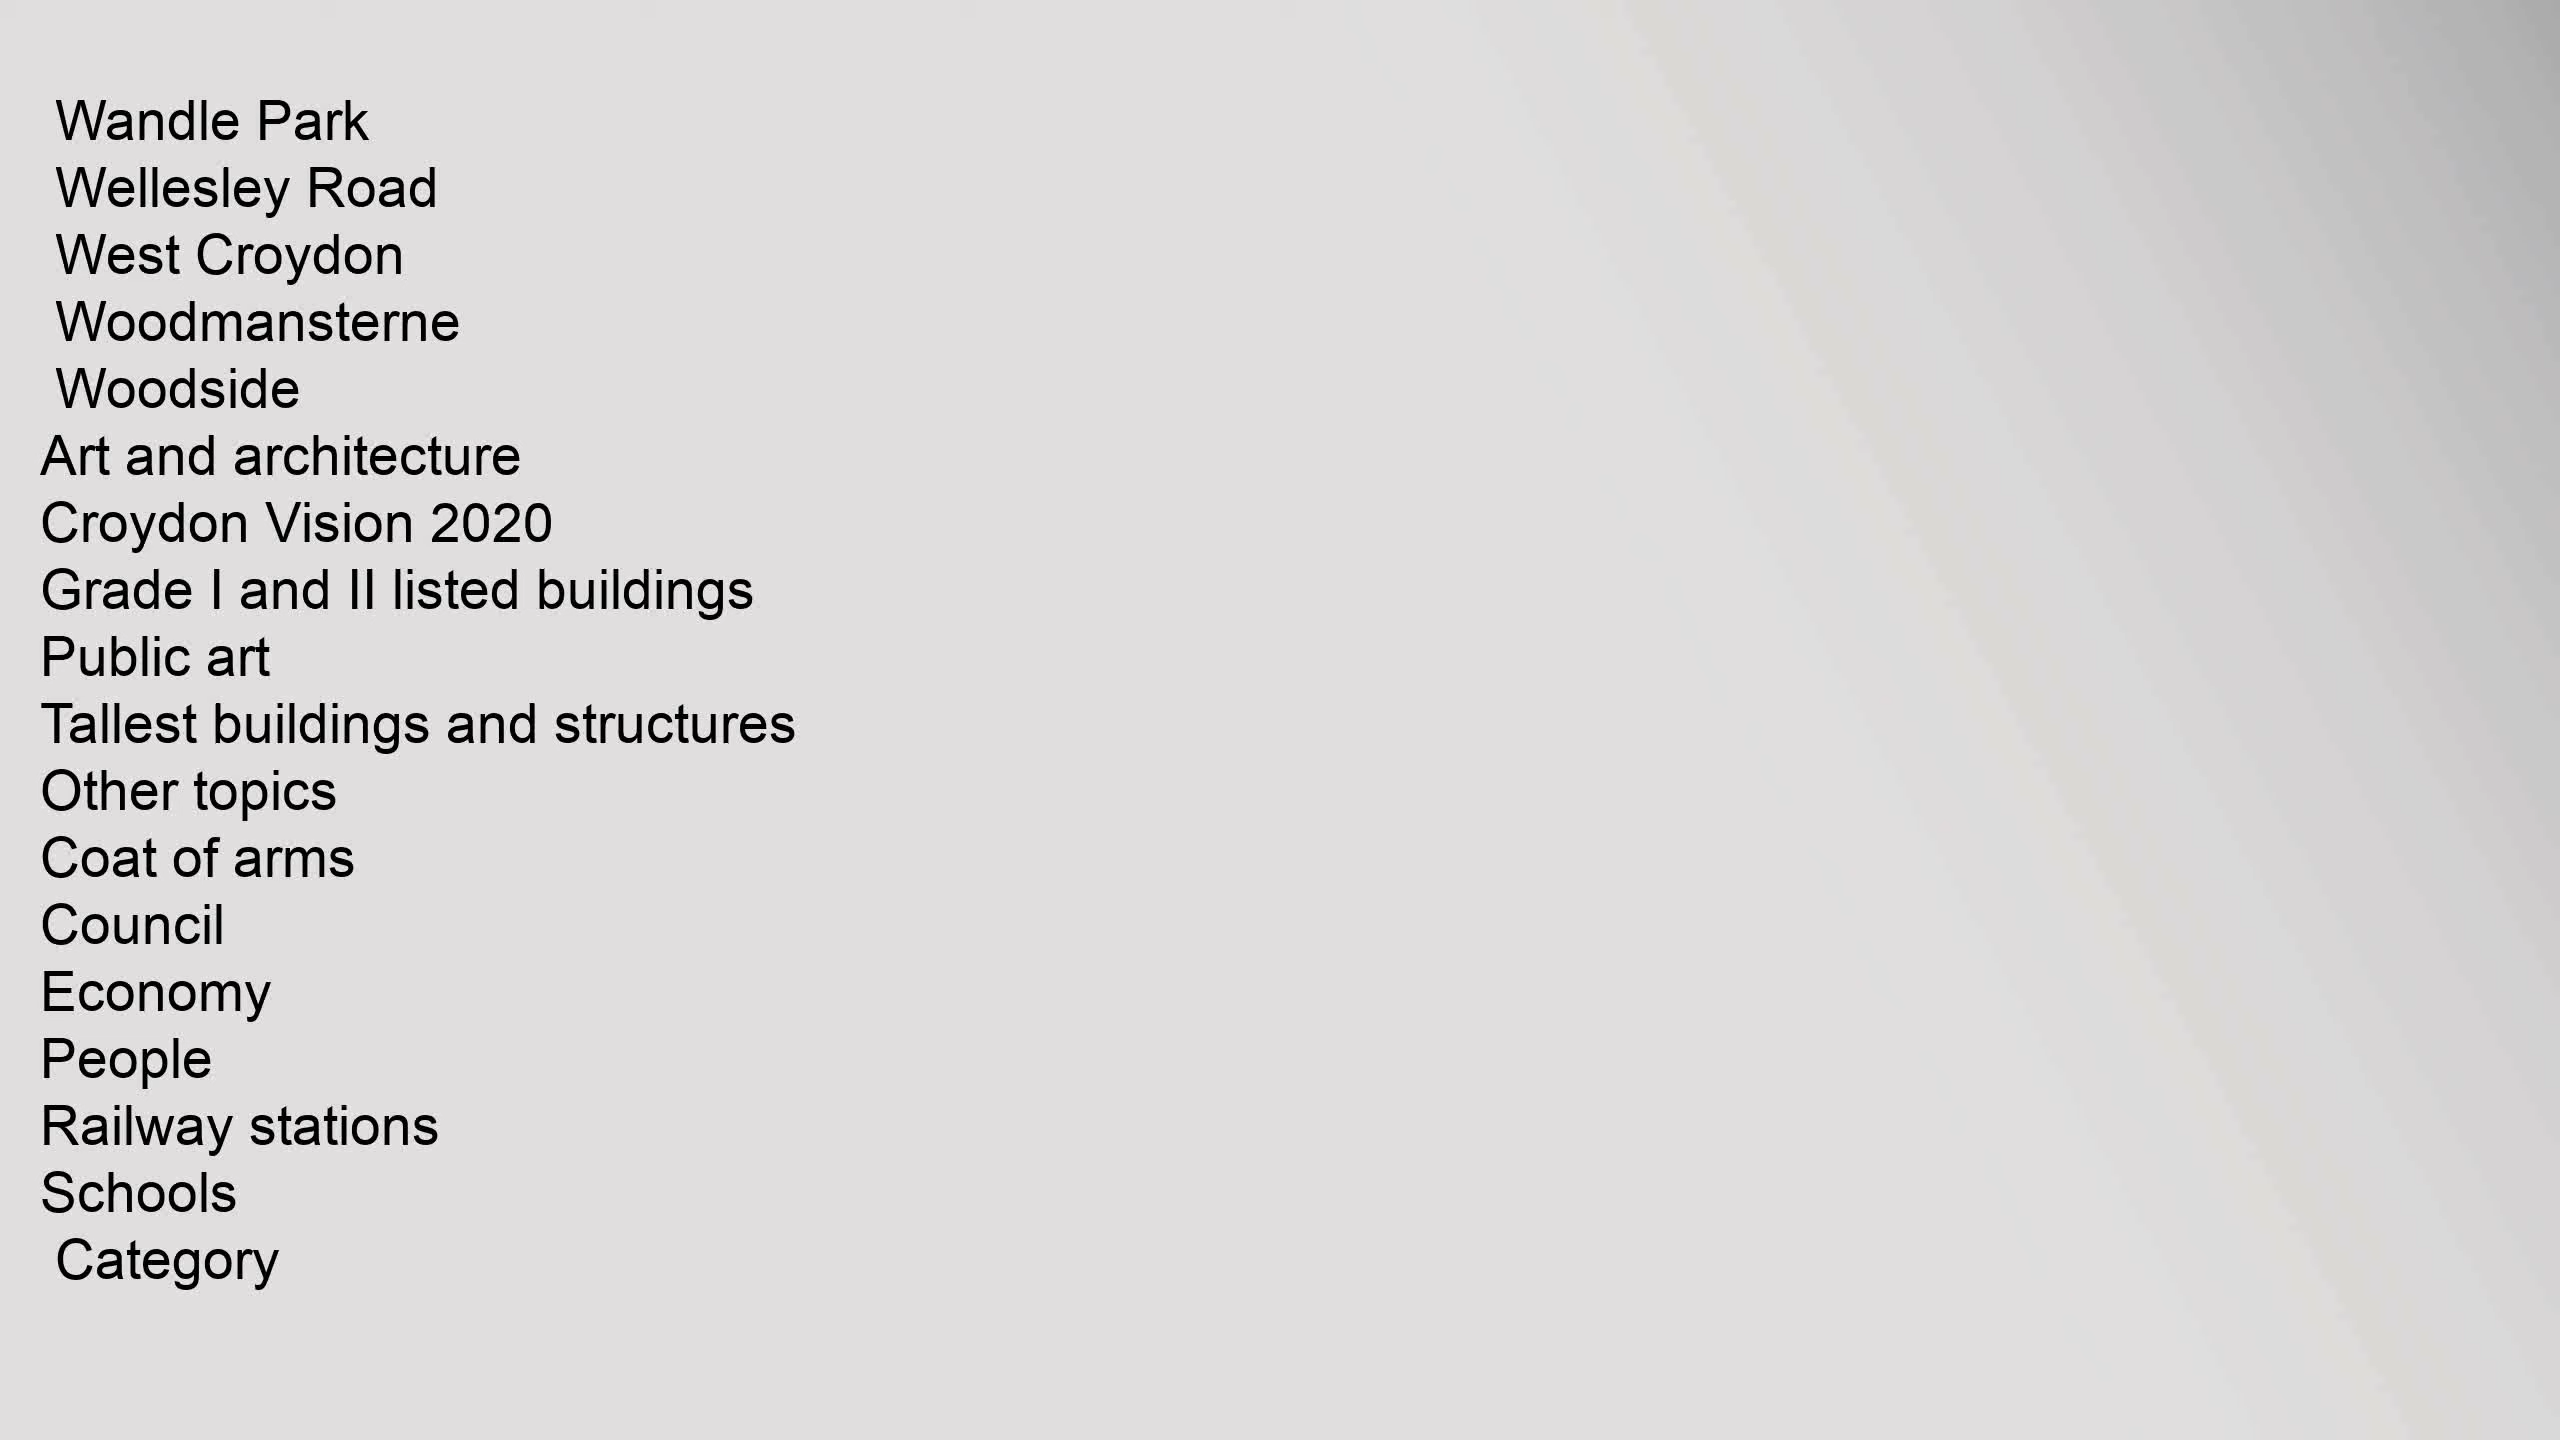 Wandle Park
Wellesley Road
West Croydon
Woodmansterne
Woodside
Art and architecture
Croydon Vision 2020
Grade I and II listed buildings
Public art
Tallest buildings and structures
Other topics
Coat of arms
Council
Economy
People
Railway stations
Schools
Category